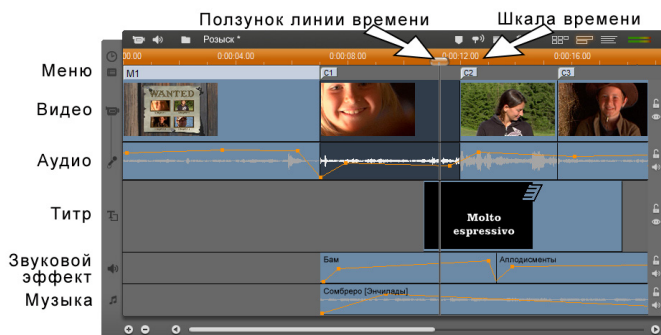 Ползунок линии времени
Шкала времени
Розыск *
00.00 0:00:04.00 0:00:08.00 0:00:12.00 0:00:16.00
Меню
M1 C1 C2 C3
Видео
WANTED
Аудио
Титр
Molto
espressivo
Звуковой
эффект
Бам
Аплодисменты
Музыка
Сомбреро [Энчилады]